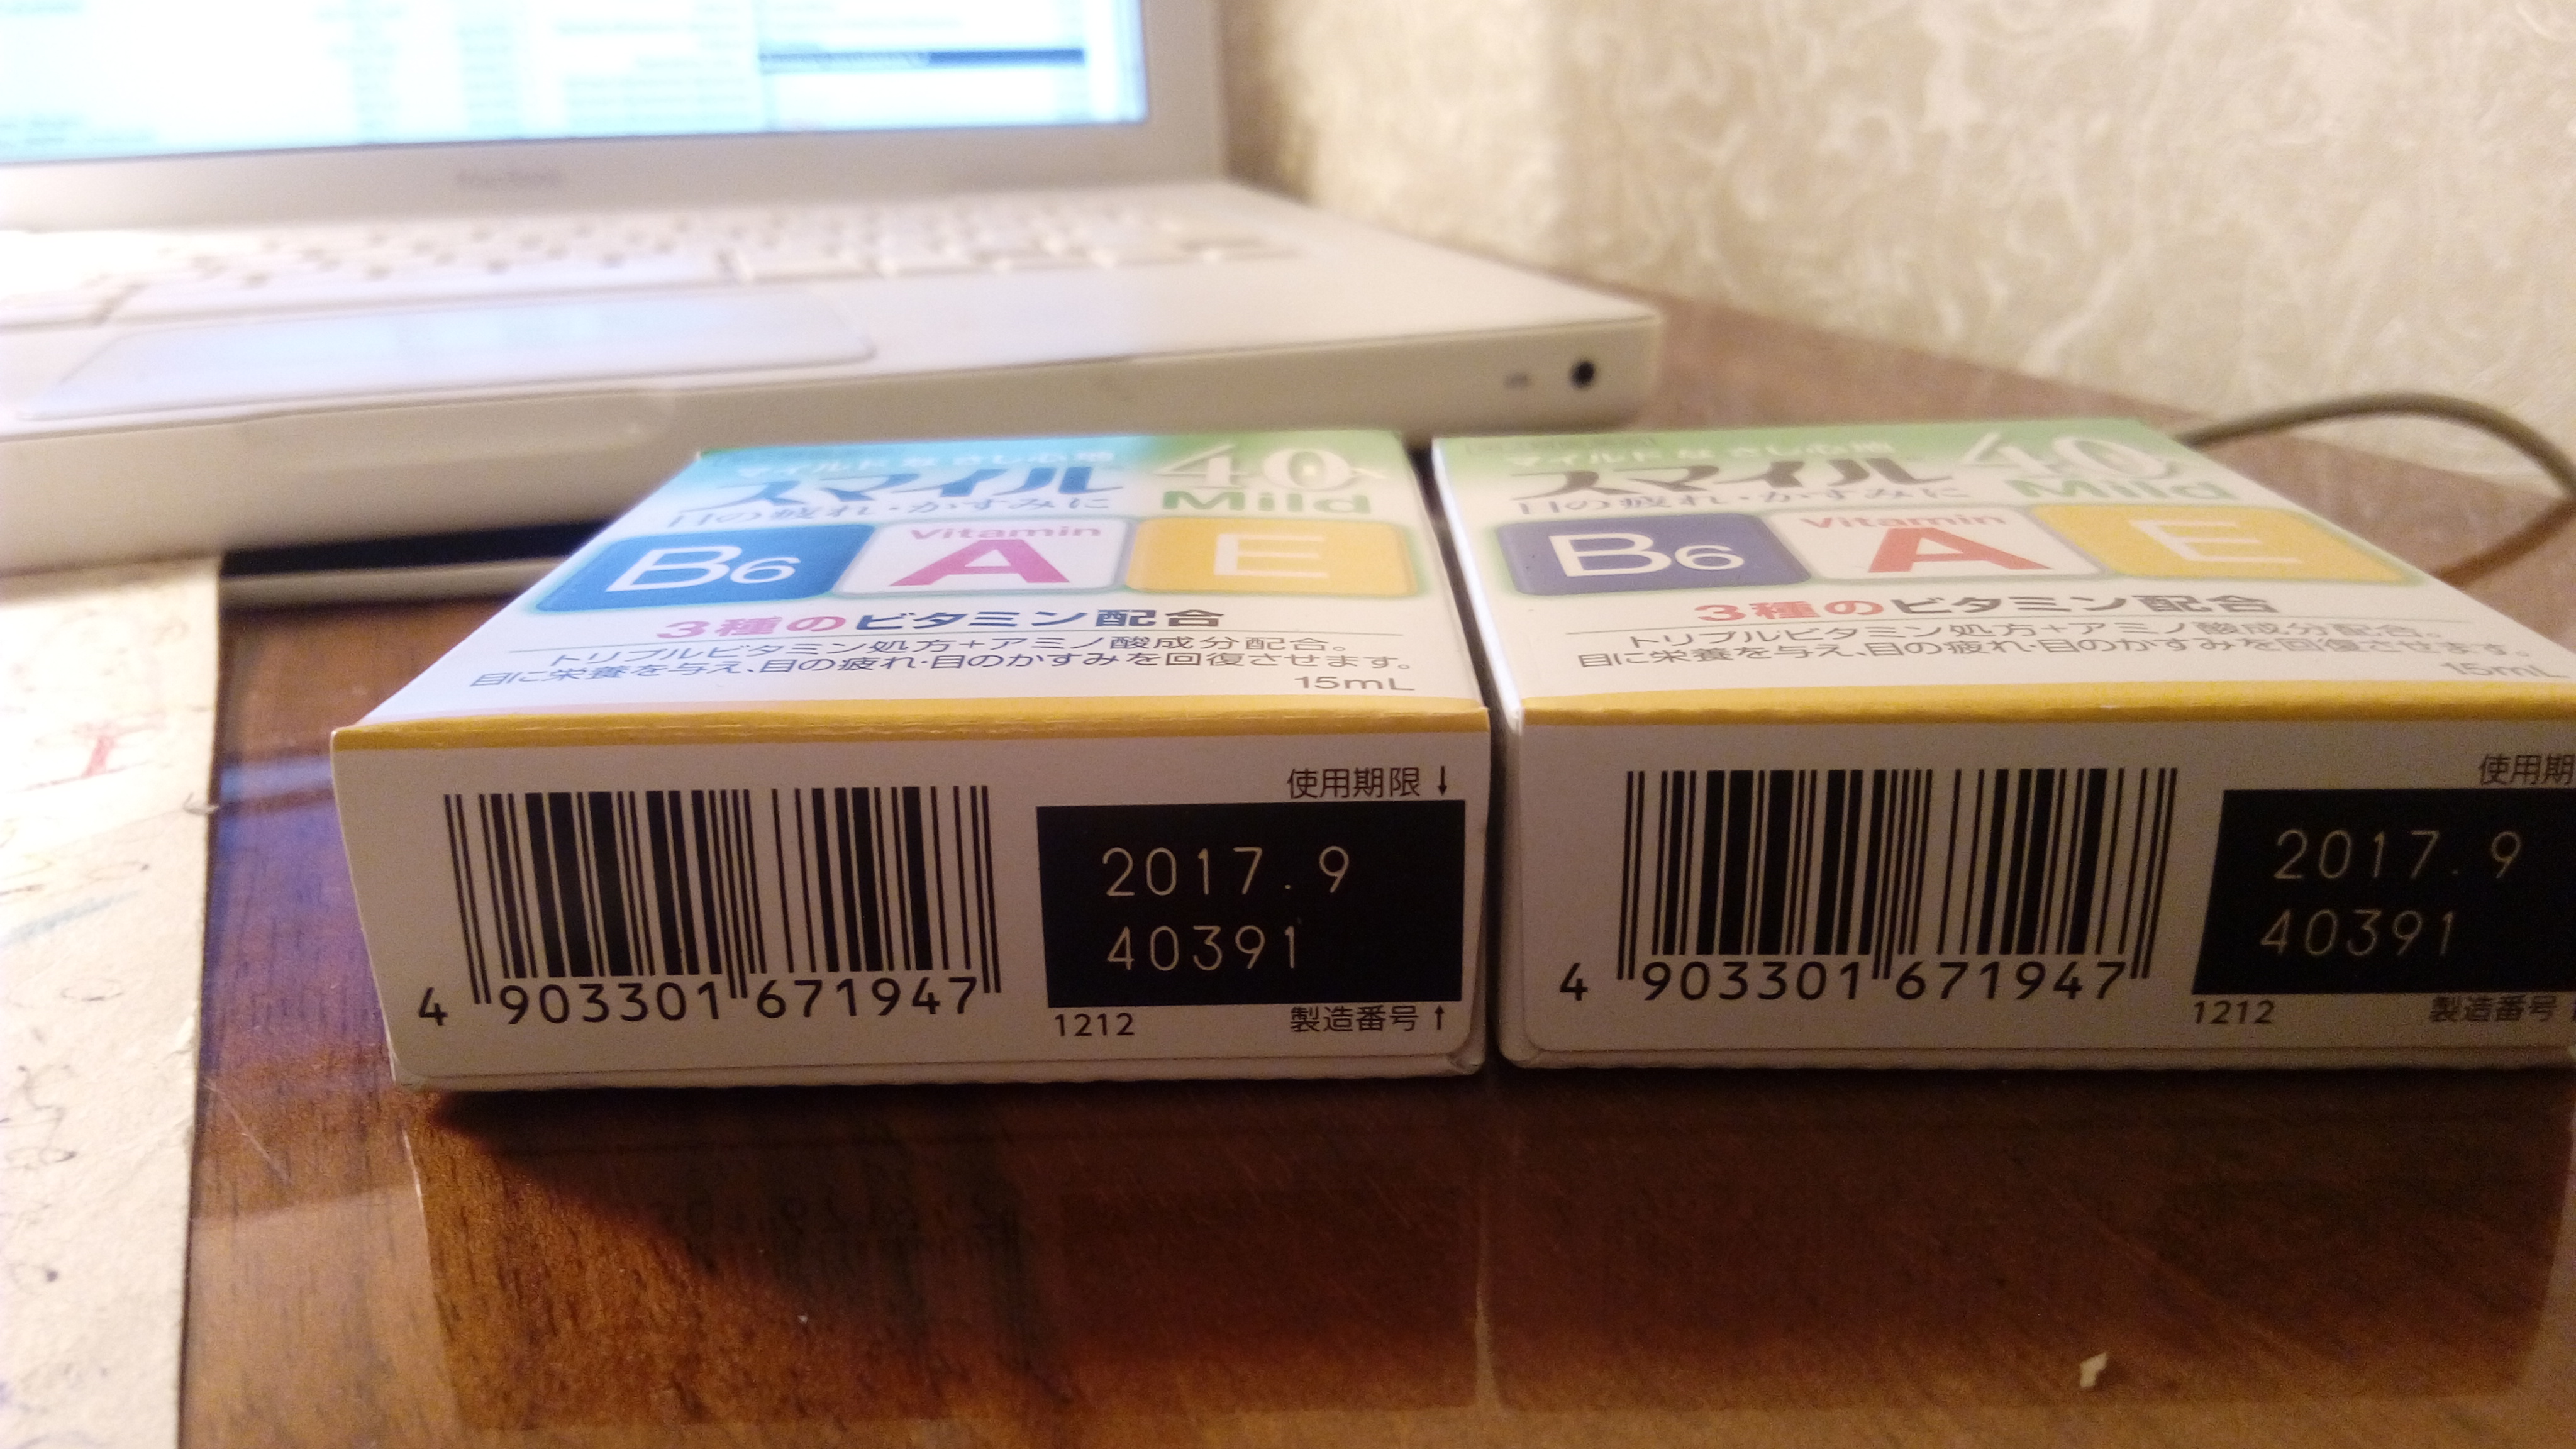 マイルドなさし心地
スマイル 40
目の疲れ・かすみに Mild
B6 Vitamin A E
3種のビタミン配合
トリプルビタミン処方+アミノ酸成分配合。
目に栄養を与え、目の疲れ・目のかすみを回復させます。
15mL
使用期限↓
2017.9
40391
4 903301 671947
1212 製造番号↑
マイルドなさし心地
スマイル 40
目の疲れ・かすみに Mild
B6 Vitamin A E
3種のビタミン配合
トリプルビタミン処方+アミノ酸成分配合。
目に栄養を与え、目の疲れ・目のかすみを回復させます。
15mL
使用期
2017.9
40391
4 903301 671947
1212 製造番号